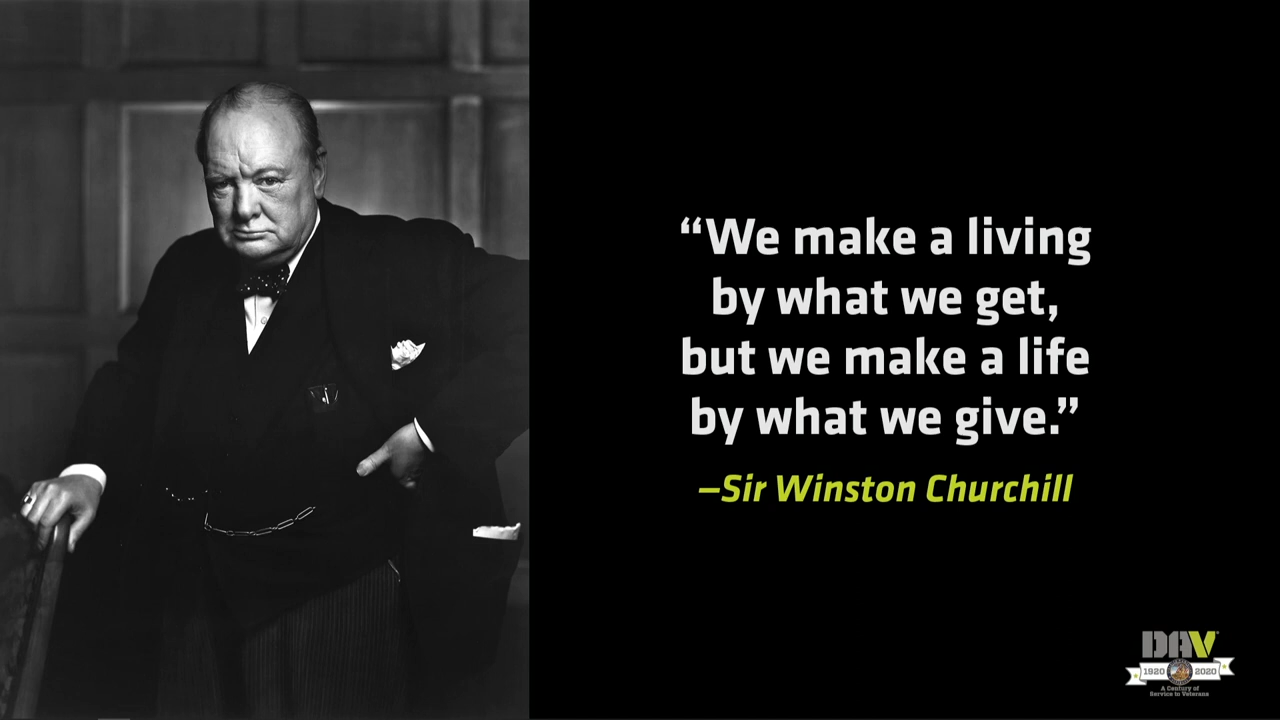 “We make a living
by what we get,
but we make a life
by what we give.”
–Sir Winston Churchill
DAV
1920 2020
A Century of
Service to Veterans